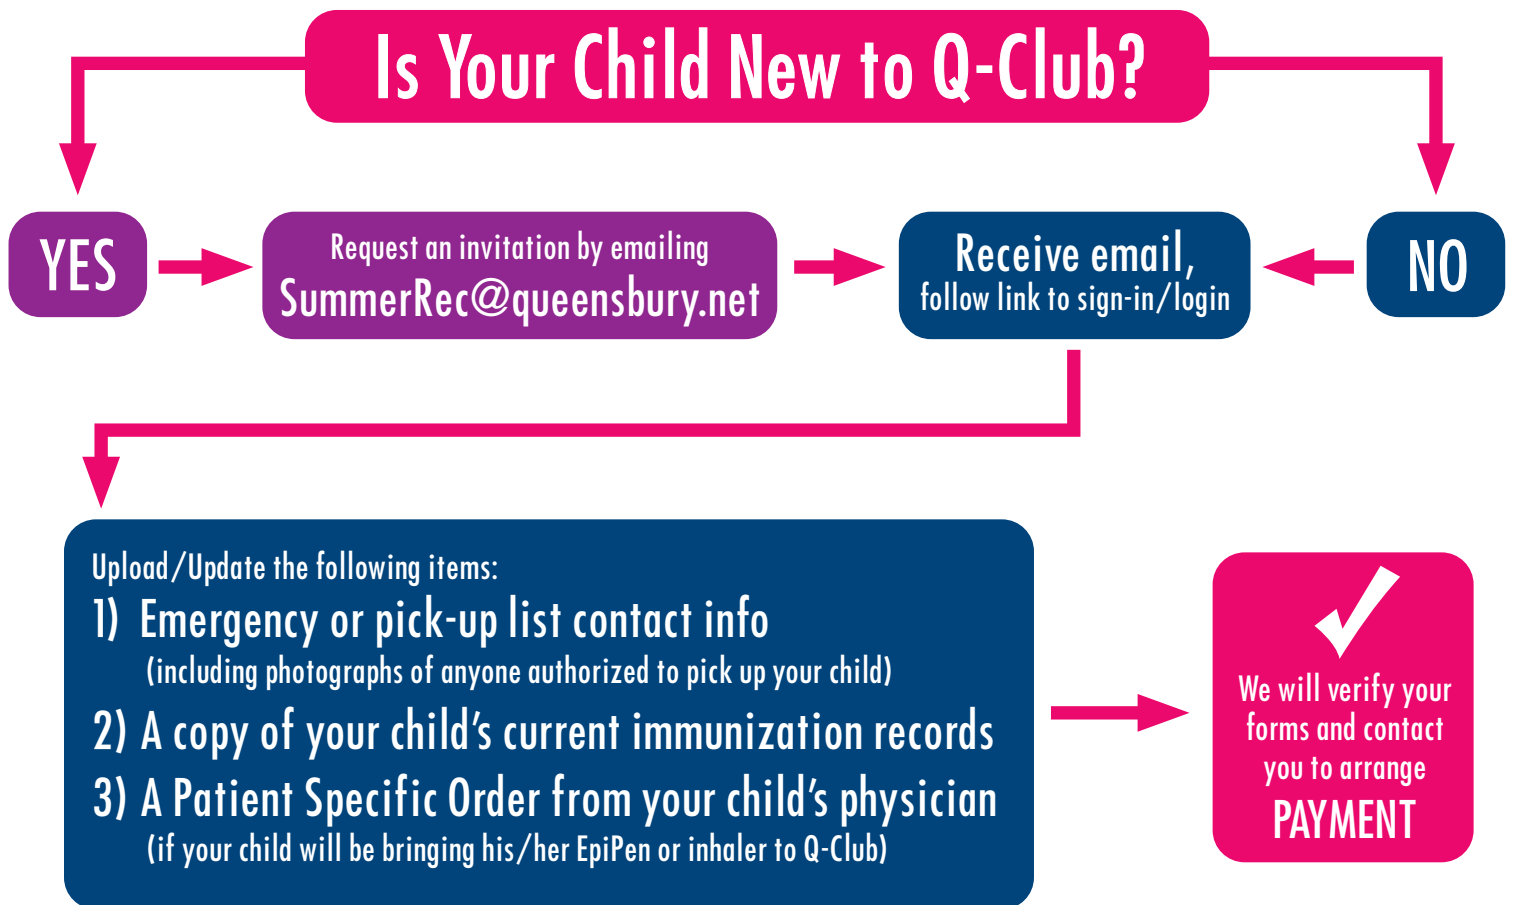 Is Your Child New to Q-Club?
YES
Request an invitation by emailing
SummerRec@queensbury.net
Receive email,
follow link to sign-in/login
NO
Upload/Update the following items:
1) Emergency or pick-up list contact info
(including photographs of anyone authorized to pick up your child)
2) A copy of your child's current immunization records
3) A Patient Specific Order from your child's physician
(if your child will be bringing his/her EpiPen or inhaler to Q-Club)
We will verify your
forms and contact
you to arrange
PAYMENT